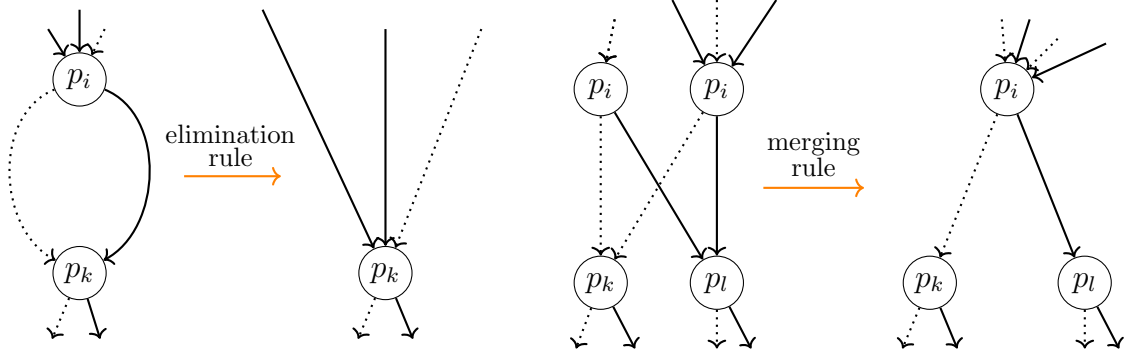 p_i
p_k
elimination
rule
p_k
p_i
p_i
p_k
p_l
merging
rule
p_i
p_k
p_l